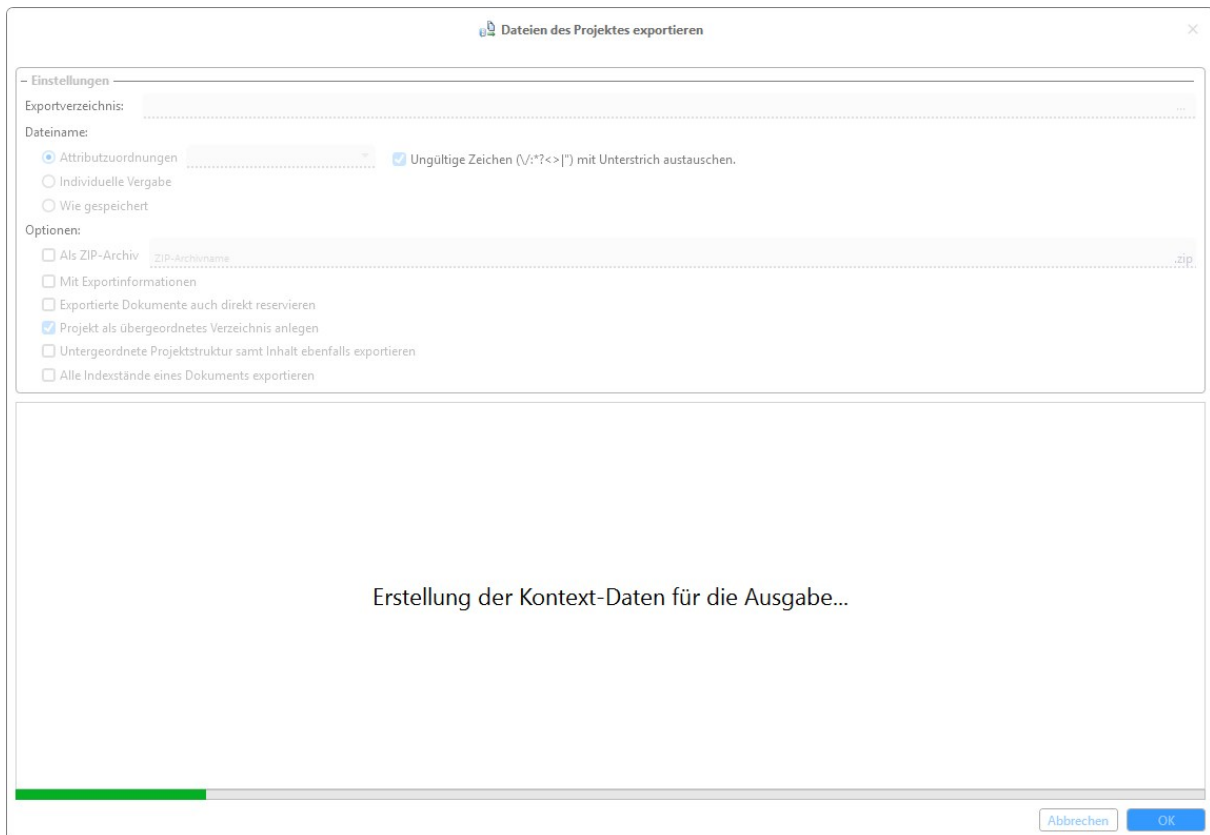 Dateien des Projektes exportieren
Einstellungen
Exportverzeichnis: ...
Dateiname:
Attributzuordnungen Ungültige Zeichen (\/:*?<>|") mit Unterstrich austauschen.
Individuelle Vergabe
Wie gespeichert
Optionen:
Als ZIP-Archiv ZIP-Archivname .zip
Mit Exportinformationen
Exportierte Dokumente auch direkt reservieren
Projekt als übergeordnetes Verzeichnis anlegen
Untergeordnete Projektstruktur samt Inhalt ebenfalls exportieren
Alle Indexstände eines Dokuments exportieren
Erstellung der Kontext-Daten für die Ausgabe...
Abbrechen OK